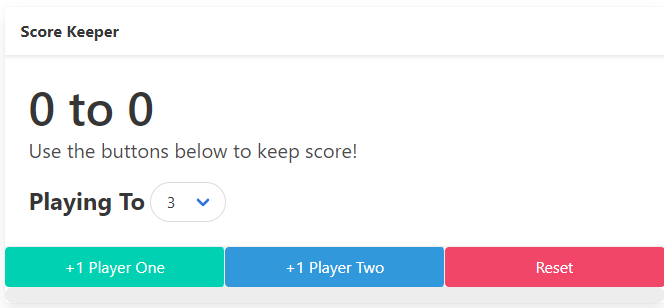 Score Keeper
0 to 0
Use the buttons below to keep score!
Playing To 3
+1 Player One +1 Player Two Reset